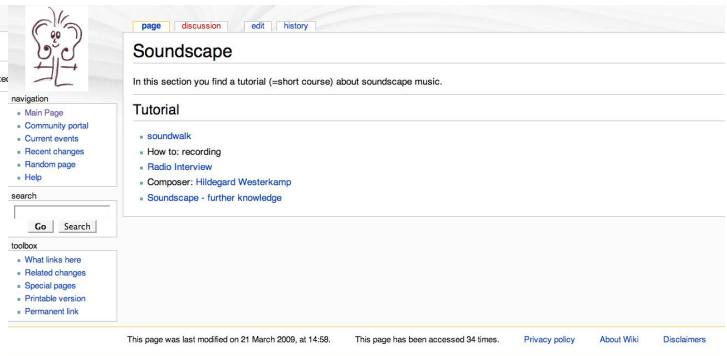 page
discussion
edit
history
Soundscape
In this section you find a tutorial (=short course) about soundscape music.
Tutorial
soundwalk
How to: recording
Radio Interview
Composer: Hildegard Westerkamp
Soundscape - further knowledge
navigation
Main Page
Community portal
Current events
Recent changes
Random page
Help
search
Go Search
toolbox
What links here
Related changes
Special pages
Printable version
Permanent link
This page was last modified on 21 March 2009, at 14:58. This page has been accessed 34 times. Privacy policy About Wiki Disclaimers